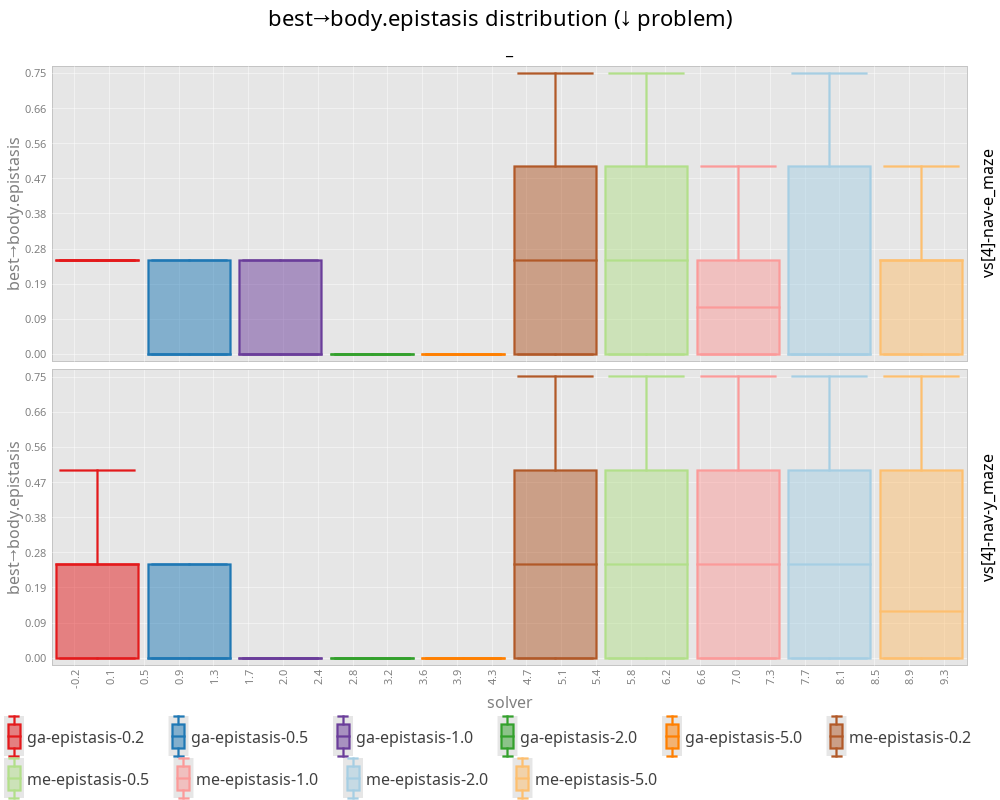 best→body.epistasis distribution (↓ problem)
_
best→body.epistasis
0.75
0.66
0.56
0.47
0.38
0.28
0.19
0.09
0.00
vs[4]-nav-e_maze
best→body.epistasis
0.75
0.66
0.56
0.47
0.38
0.28
0.19
0.09
0.00
vs[4]-nav-y_maze
-0.2 0.1 0.5 0.9 1.3 1.7 2.0 2.4 2.8 3.2 3.6 3.9 4.3 4.7 5.1 5.4 5.8 6.2 6.6 7.0 7.3 7.7 8.1 8.5 8.9 9.3
solver
ga-epistasis-0.2 ga-epistasis-0.5 ga-epistasis-1.0 ga-epistasis-2.0 ga-epistasis-5.0 me-epistasis-0.2
me-epistasis-0.5 me-epistasis-1.0 me-epistasis-2.0 me-epistasis-5.0